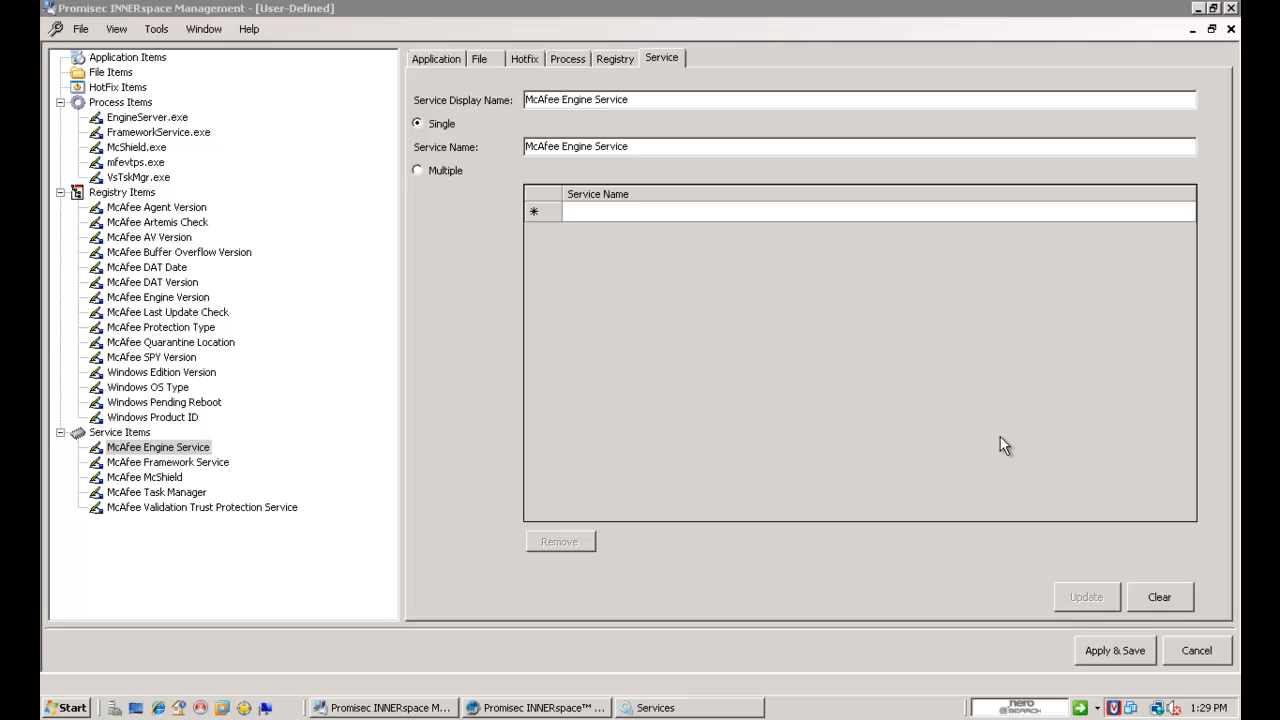 Promisec INNERspace Management - [User-Defined]
File View Tools Window Help
Application Items
File Items
HotFix Items
Process Items
EngineServer.exe
FrameworkService.exe
McShield.exe
mfevtps.exe
VsTskMgr.exe
Registry Items
McAfee Agent Version
McAfee Artemis Check
McAfee AV Version
McAfee Buffer Overflow Version
McAfee DAT Date
McAfee DAT Version
McAfee Engine Version
McAfee Last Update Check
McAfee Protection Type
McAfee Quarantine Location
McAfee SPY Version
Windows Edition Version
Windows OS Type
Windows Pending Reboot
Windows Product ID
Service Items
McAfee Engine Service
McAfee Framework Service
McAfee McShield
McAfee Task Manager
McAfee Validation Trust Protection Service
Application File Hotfix Process Registry Service
Service Display Name: McAfee Engine Service
Single
Service Name: McAfee Engine Service
Multiple
Service Name
Remove
Update Clear
Apply & Save Cancel
Start Promisec INNERspace M... Promisec INNERspace™ ... Services nero SEARCH 1:29 PM